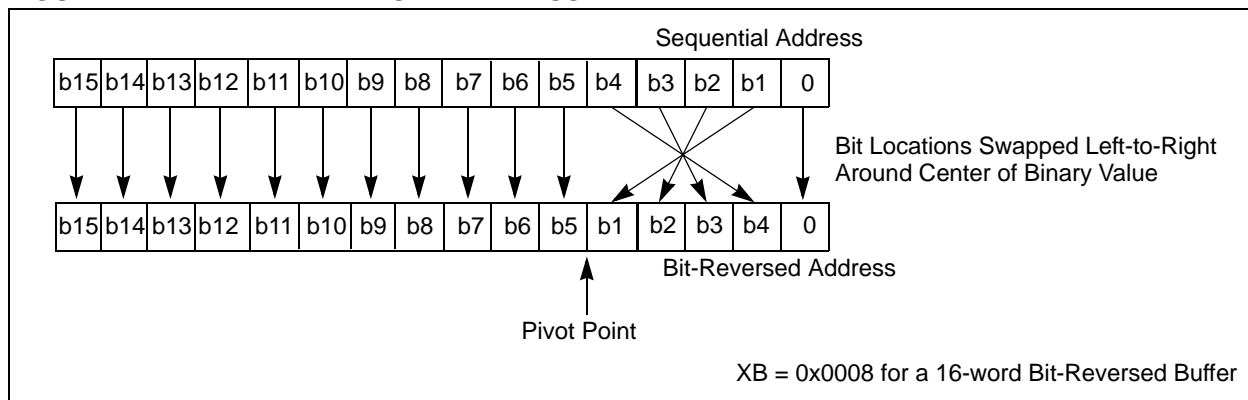 Sequential Address
b15 b14 b13 b12 b11 b10 b9 b8 b7 b6 b5 b4 b3 b2 b1 0
Bit Locations Swapped Left-to-Right
Around Center of Binary Value
b15 b14 b13 b12 b11 b10 b9 b8 b7 b6 b5 b1 b2 b3 b4 0
Bit-Reversed Address
Pivot Point
XB = 0x0008 for a 16-word Bit-Reversed Buffer